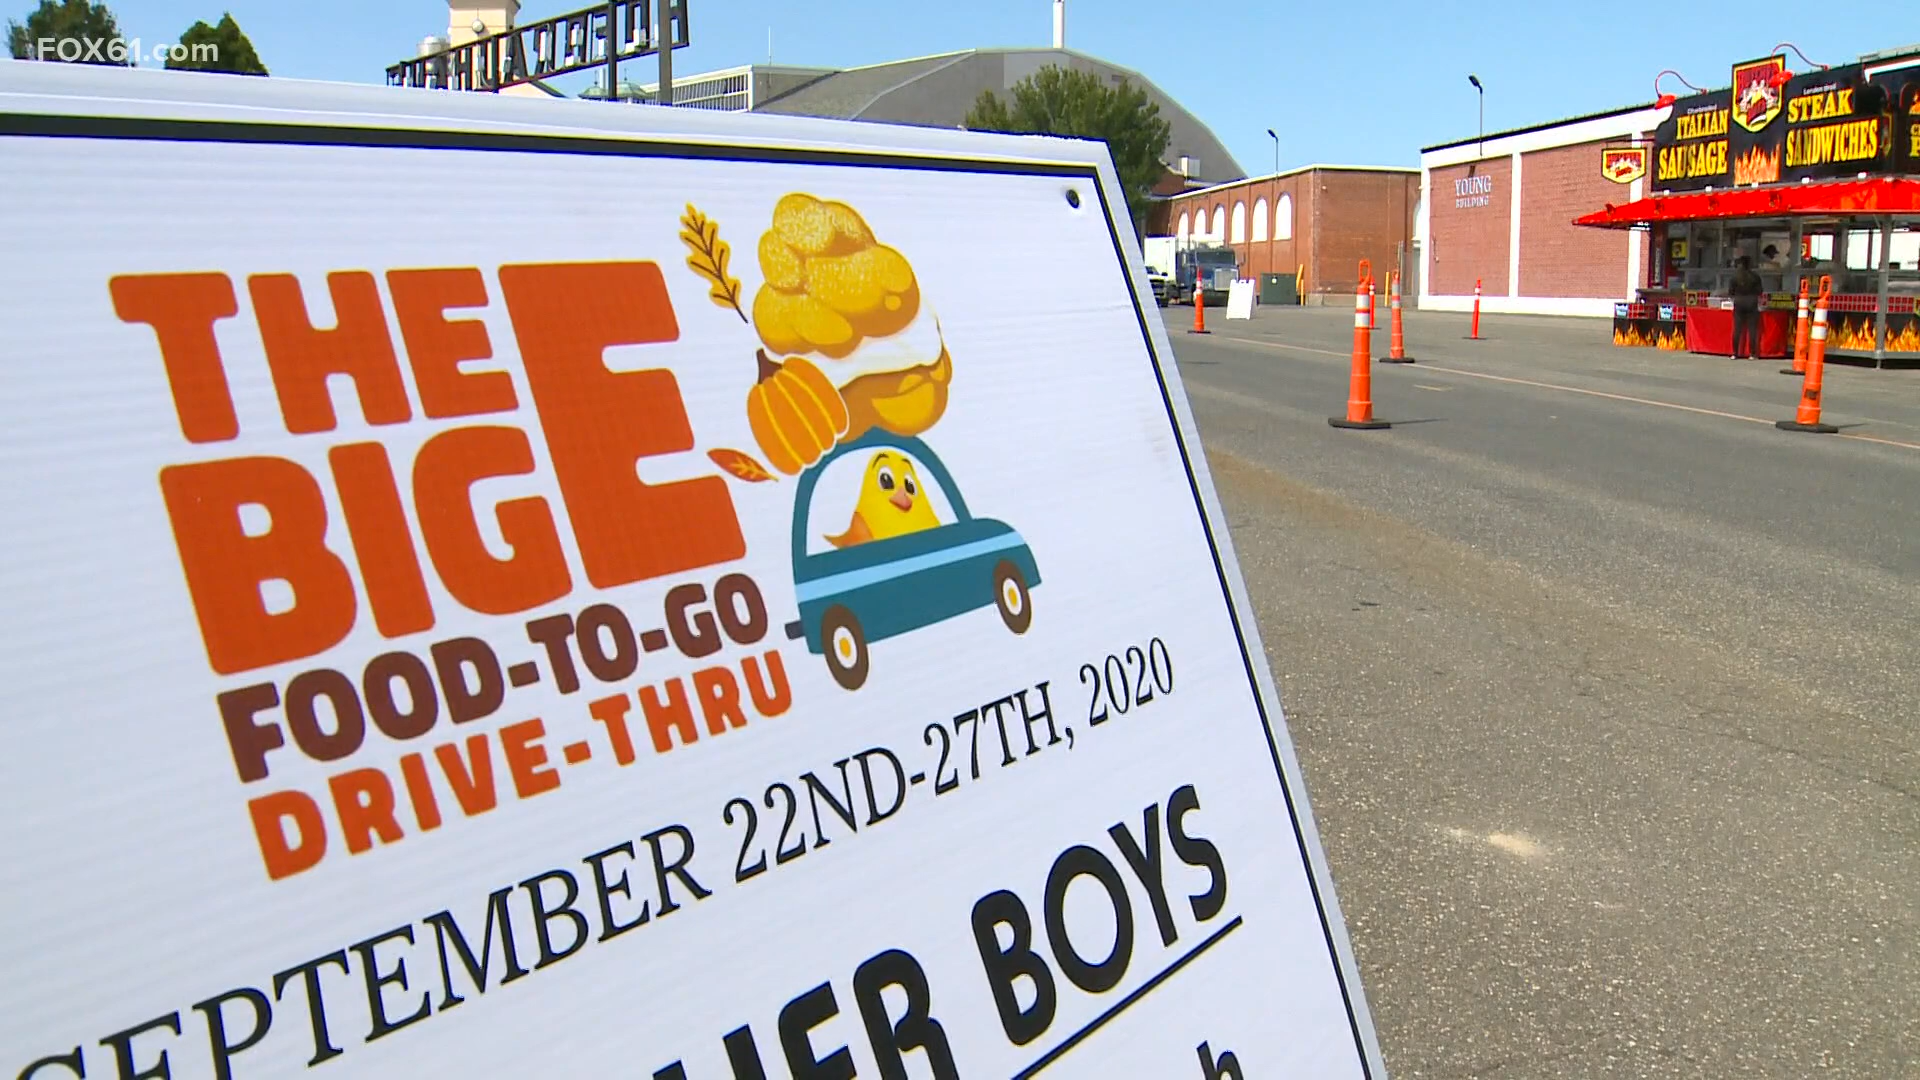 FOX61.com
THE
BIG E
FOOD-TO-GO
DRIVE-THRU
SEPTEMBER 22ND-27TH, 2020
BOYS
YOUNG
BUILDING
ITALIAN
SAUSAGE
STEAK
SANDWICHES